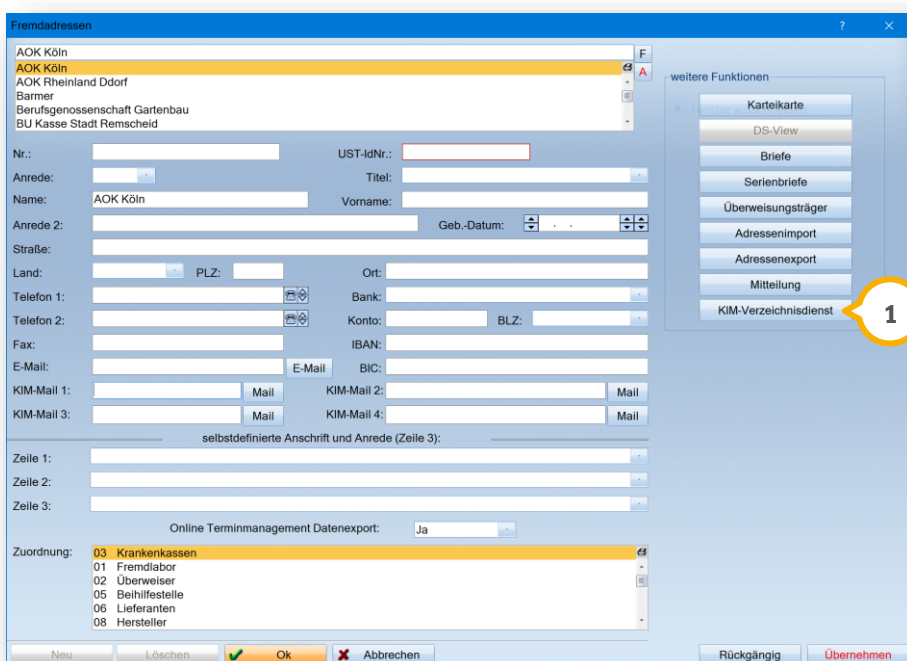 Fremdadressen ? ×
AOK Köln F
AOK Köln A
AOK Rheinland Ddorf
Barmer
Berufsgenossenschaft Gartenbau
BU Kasse Stadt Remscheid
weitere Funktionen
Karteikarte
DS-View
Briefe
Serienbriefe
Überweisungsträger
Adressenimport
Adressenexport
Mitteilung
KIM-Verzeichnisdienst 1
Nr.: UST-IdNr.:
Anrede: Titel:
Name: AOK Köln Vorname:
Anrede 2: Geb.-Datum: . .
Straße:
Land: PLZ: Ort:
Telefon 1: Bank:
Telefon 2: Konto: BLZ:
Fax: IBAN:
E-Mail: E-Mail BIC:
KIM-Mail 1: Mail KIM-Mail 2: Mail
KIM-Mail 3: Mail KIM-Mail 4: Mail
selbstdefinierte Anschrift und Anrede (Zeile 3):
Zeile 1:
Zeile 2:
Zeile 3:
Online Terminmanagement Datenexport: Ja
Zuordnung: 03 Krankenkassen
01 Fremdlabor
02 Überweiser
05 Beihilfestelle
06 Lieferanten
08 Hersteller
Neu Löschen Ok Abbrechen Rückgängig Übernehmen